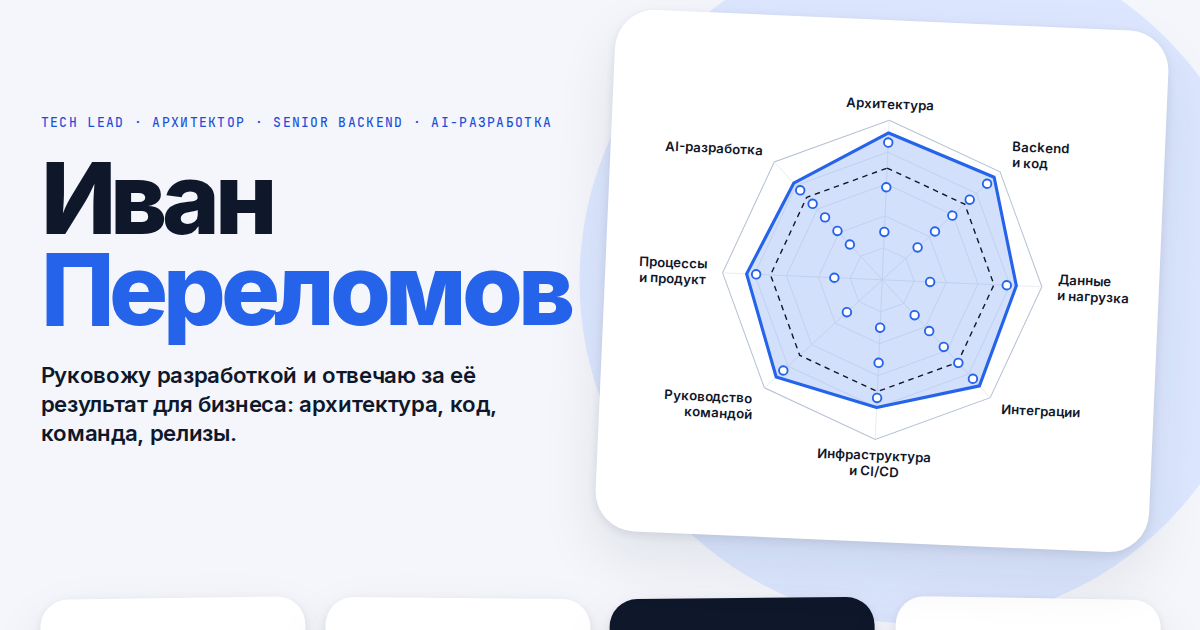 TECH LEAD · АРХИТЕКТОР · SENIOR BACKEND · AI-РАЗРАБОТКА
Иван
Переломов
Руковожу разработкой и отвечаю за её
результат для бизнеса: архитектура, код,
команда, релизы.
Архитектура
Backend
и код
Данные
и нагрузка
Интеграции
Инфраструктура
и CI/CD
Руководство
командой
Процессы
и продукт
AI-разработка